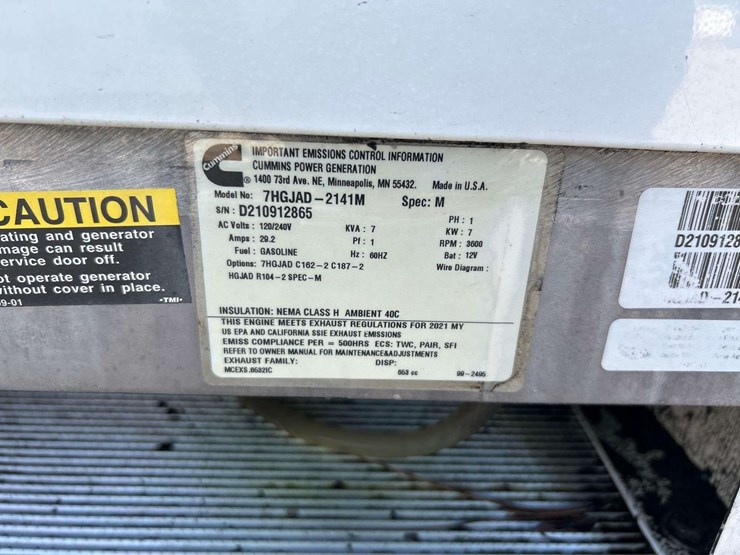 CAUTION
ating and generator
mage can result
ervice door off.
ot operate generator
without cover in place.
59-01
-TMI-
Cummins
®
IMPORTANT EMISSIONS CONTROL INFORMATION
CUMMINS POWER GENERATION
1400 73rd Ave. NE, Minneapolis, MN 55432. Made in U.S.A.
Model No: 7HGJAD-2141M Spec: M
S/N : D210912865 PH : 1
AC Volts : 120/240V KVA : 7 KW : 7
Amps : 29.2 Pf : 1 RPM : 3600
Fuel : GASOLINE Hz : 60HZ Bat : 12V
Options: 7HGJAD C162-2 C187-2 Wire Diagram :
HGJAD R104-2 SPEC-M
INSULATION: NEMA CLASS H AMBIENT 40C
THIS ENGINE MEETS EXHAUST REGULATIONS FOR 2021 MY
US EPA AND CALIFORNIA SSIE EXHAUST EMISSIONS
EMISS COMPLIANCE PER = 500HRS ECS: TWC, PAIR, SFI
REFER TO OWNER MANUAL FOR MAINTENANCE&ADJUSTMENTS
EXHAUST FAMILY: DISP:
MCEXS.6532IC 653 cc 99-2495
D2109128